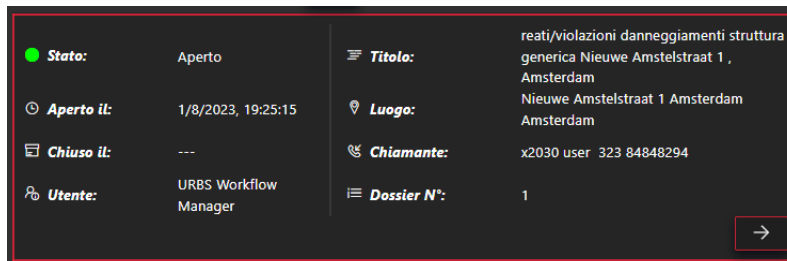 Stato: Aperto
Aperto il: 1/8/2023, 19:25:15
Chiuso il: ---
Utente: URBS Workflow
Manager
Titolo: reati/violazioni danneggiamenti struttura
generica Nieuwe Amstelstraat 1 ,
Amsterdam
Luogo: Nieuwe Amstelstraat 1 Amsterdam
Amsterdam
Chiamante: x2030 user 323 84848294
Dossier N°: 1